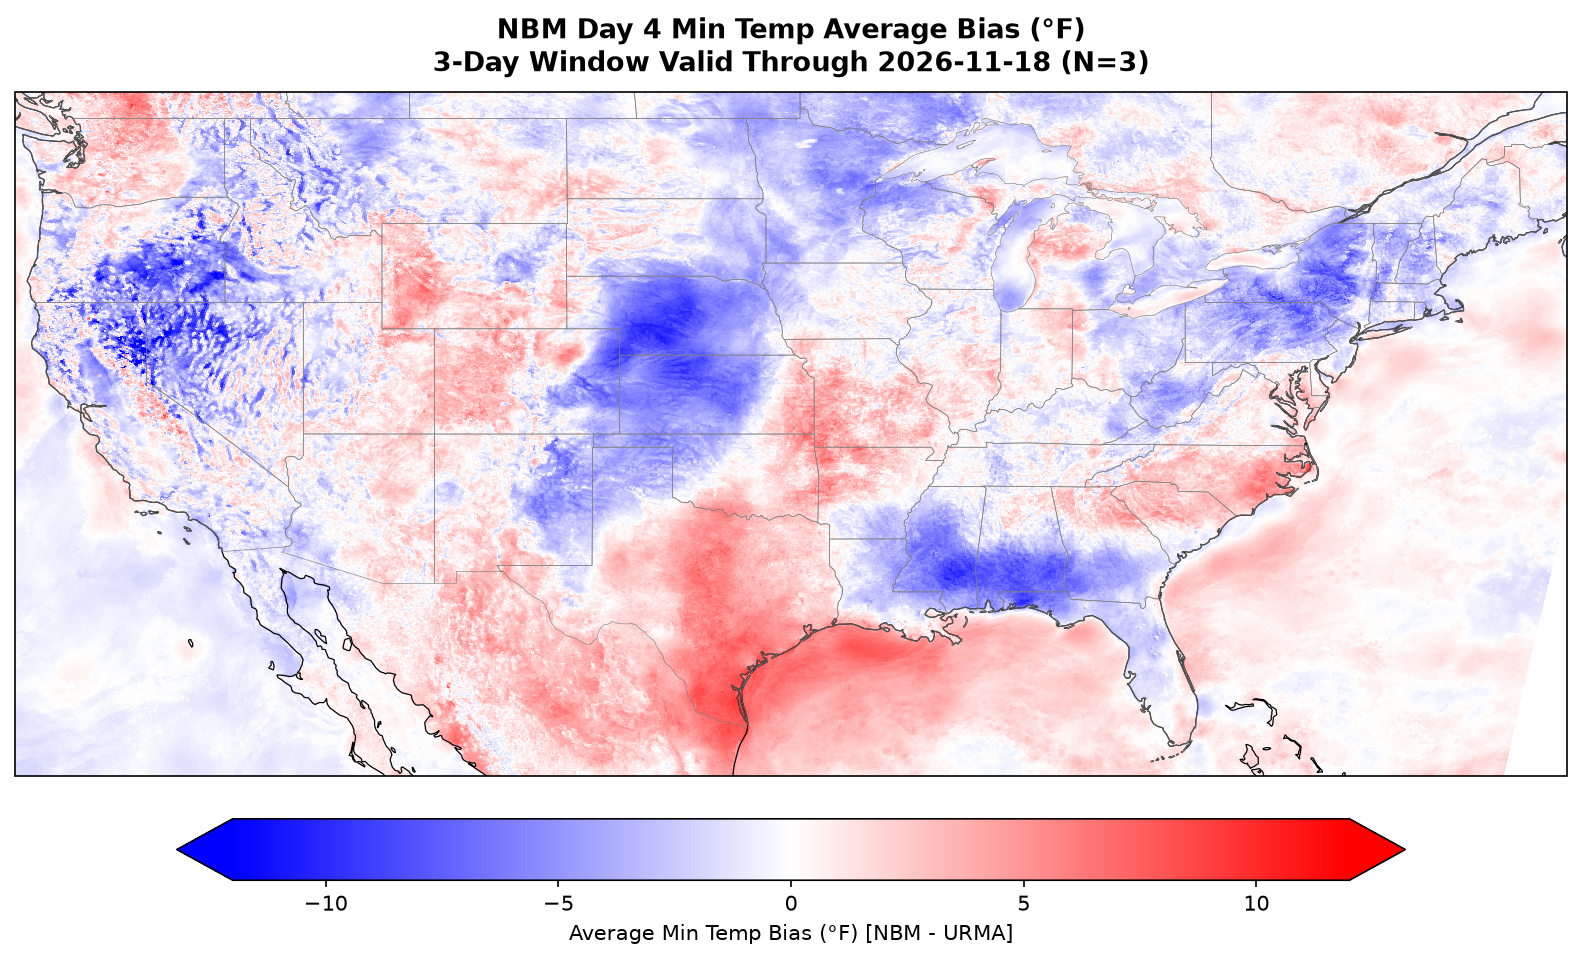 NBM Day 4 Min Temp Average Bias (°F)
3-Day Window Valid Through 2026-11-18 (N=3)
−10 −5 0 5 10
Average Min Temp Bias (°F) [NBM - URMA]